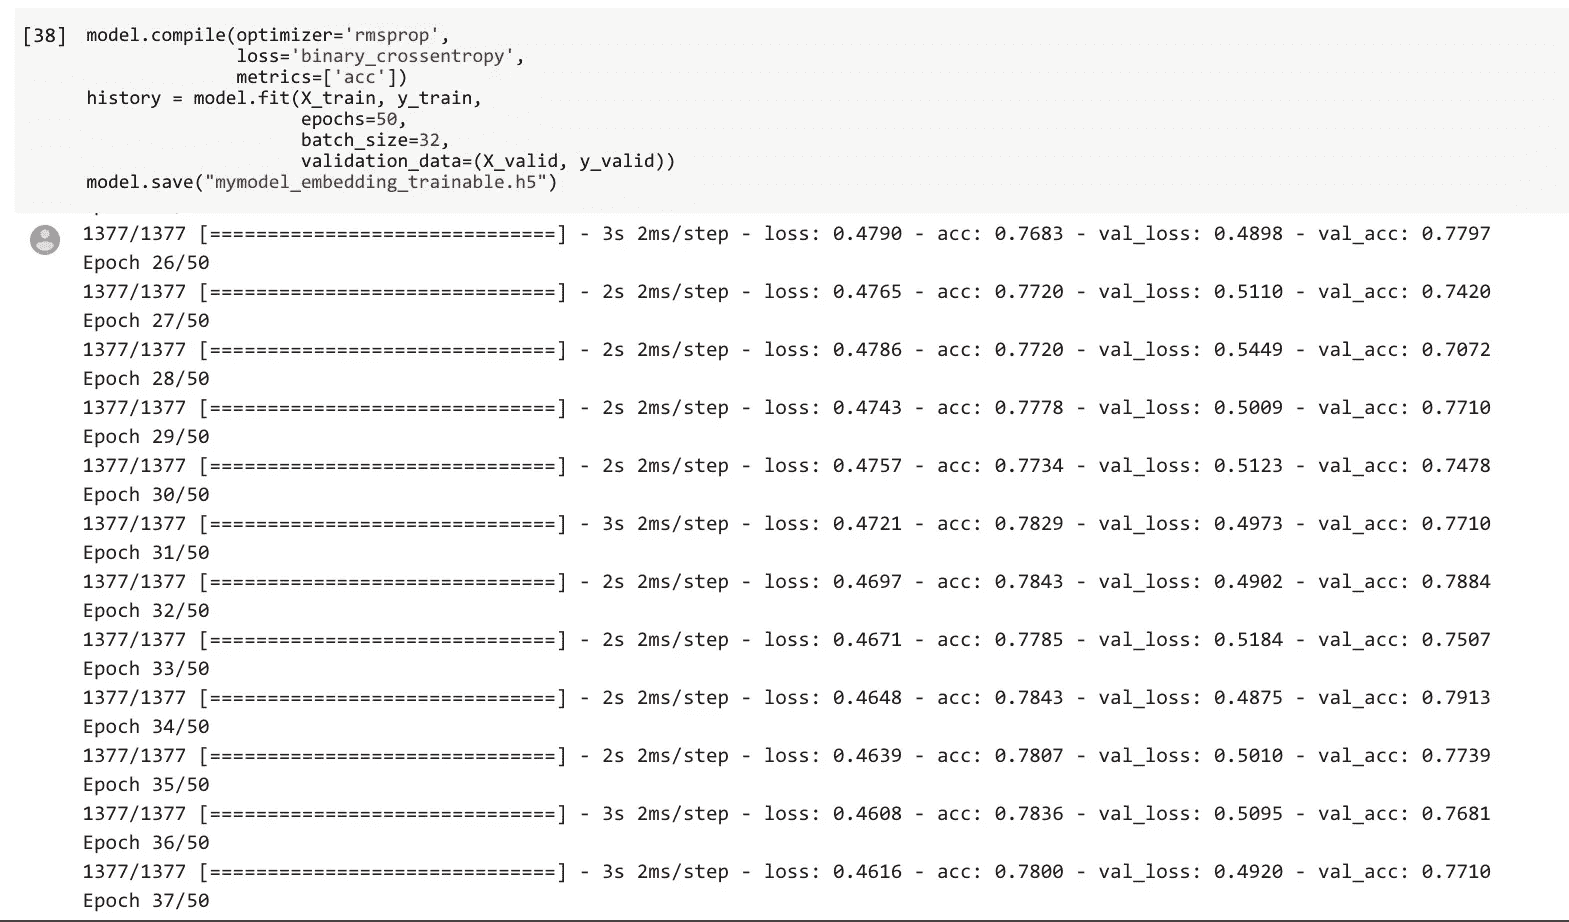 [38] model.compile(optimizer='rmsprop',
loss='binary_crossentropy',
metrics=['acc'])
history = model.fit(X_train, y_train,
epochs=50,
batch_size=32,
validation_data=(X_valid, y_valid))
model.save("mymodel_embedding_trainable.h5")
1377/1377 [==============================] - 3s 2ms/step - loss: 0.4790 - acc: 0.7683 - val_loss: 0.4898 - val_acc: 0.7797
Epoch 26/50
1377/1377 [==============================] - 2s 2ms/step - loss: 0.4765 - acc: 0.7720 - val_loss: 0.5110 - val_acc: 0.7420
Epoch 27/50
1377/1377 [==============================] - 2s 2ms/step - loss: 0.4786 - acc: 0.7720 - val_loss: 0.5449 - val_acc: 0.7072
Epoch 28/50
1377/1377 [==============================] - 2s 2ms/step - loss: 0.4743 - acc: 0.7778 - val_loss: 0.5009 - val_acc: 0.7710
Epoch 29/50
1377/1377 [==============================] - 2s 2ms/step - loss: 0.4757 - acc: 0.7734 - val_loss: 0.5123 - val_acc: 0.7478
Epoch 30/50
1377/1377 [==============================] - 3s 2ms/step - loss: 0.4721 - acc: 0.7829 - val_loss: 0.4973 - val_acc: 0.7710
Epoch 31/50
1377/1377 [==============================] - 2s 2ms/step - loss: 0.4697 - acc: 0.7843 - val_loss: 0.4902 - val_acc: 0.7884
Epoch 32/50
1377/1377 [==============================] - 2s 2ms/step - loss: 0.4671 - acc: 0.7785 - val_loss: 0.5184 - val_acc: 0.7507
Epoch 33/50
1377/1377 [==============================] - 2s 2ms/step - loss: 0.4648 - acc: 0.7843 - val_loss: 0.4875 - val_acc: 0.7913
Epoch 34/50
1377/1377 [==============================] - 2s 2ms/step - loss: 0.4639 - acc: 0.7807 - val_loss: 0.5010 - val_acc: 0.7739
Epoch 35/50
1377/1377 [==============================] - 3s 2ms/step - loss: 0.4608 - acc: 0.7836 - val_loss: 0.5095 - val_acc: 0.7681
Epoch 36/50
1377/1377 [==============================] - 3s 2ms/step - loss: 0.4616 - acc: 0.7800 - val_loss: 0.4920 - val_acc: 0.7710
Epoch 37/50